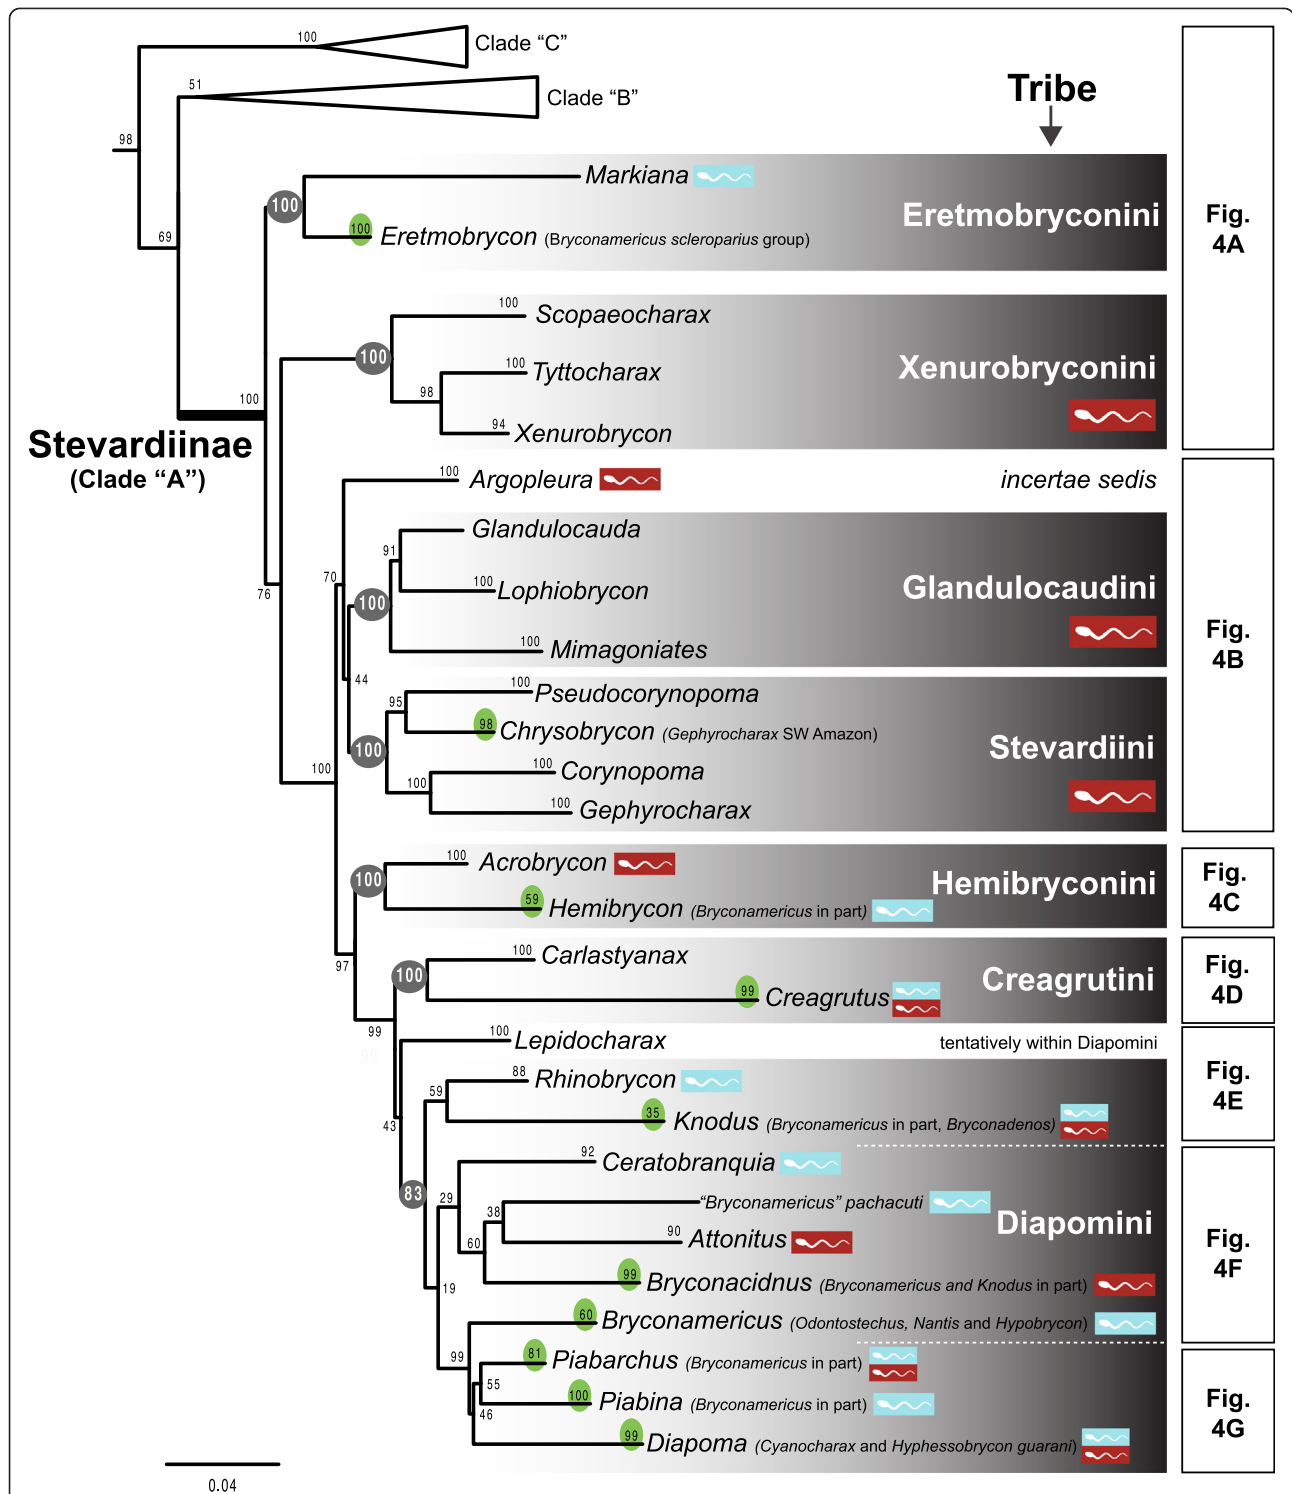 100
Clade “C”
51
Clade “B”
98
Tribe
Markiana
100
Eretmobryconini
Fig.
4A
100
Eretmobrycon (Bryconamericus scleroparius group)
69
100
Scopaeocharax
100
100
Tyttocharax
Xenurobryconini
98
94
Xenurobrycon
100
Stevardiinae
(Clade “A”)
100
Argopleura
incertae sedis
Glandulocauda
91
70
100
Lophiobrycon
Glandulocaudini
76
100
100
Mimagoniates
Fig.
4B
44
100
Pseudocorynopoma
95
98
Chrysobrycon (Gephyrocharax SW Amazon)
100
Stevardiini
100
Corynopoma
100
100
100
Gephyrocharax
100
Acrobrycon
100
Hemibryconini
Fig.
4C
59
Hemibrycon (Bryconamericus in part)
97
100
Carlastyanax
100
Creagrutini
Fig.
4D
99
Creagrutus
99
100
Lepidocharax
tentatively within Diapomini
88
Rhinobrycon
59
Fig.
4E
35
Knodus (Bryconamericus in part, Bryconadenos)
43
92
Ceratobranquia
83
29
“Bryconamericus” pachacuti
38
Diapomini
90
Attonitus
60
Fig.
4F
99
Bryconacidnus (Bryconamericus and Knodus in part)
19
60
Bryconamericus (Odontostechus, Nantis and Hypobrycon)
99
81
Piabarchus (Bryconamericus in part)
55
100
Piabina (Bryconamericus in part)
46
Fig.
4G
99
Diapoma (Cyanocharax and Hyphessobrycon guarani)
0.04